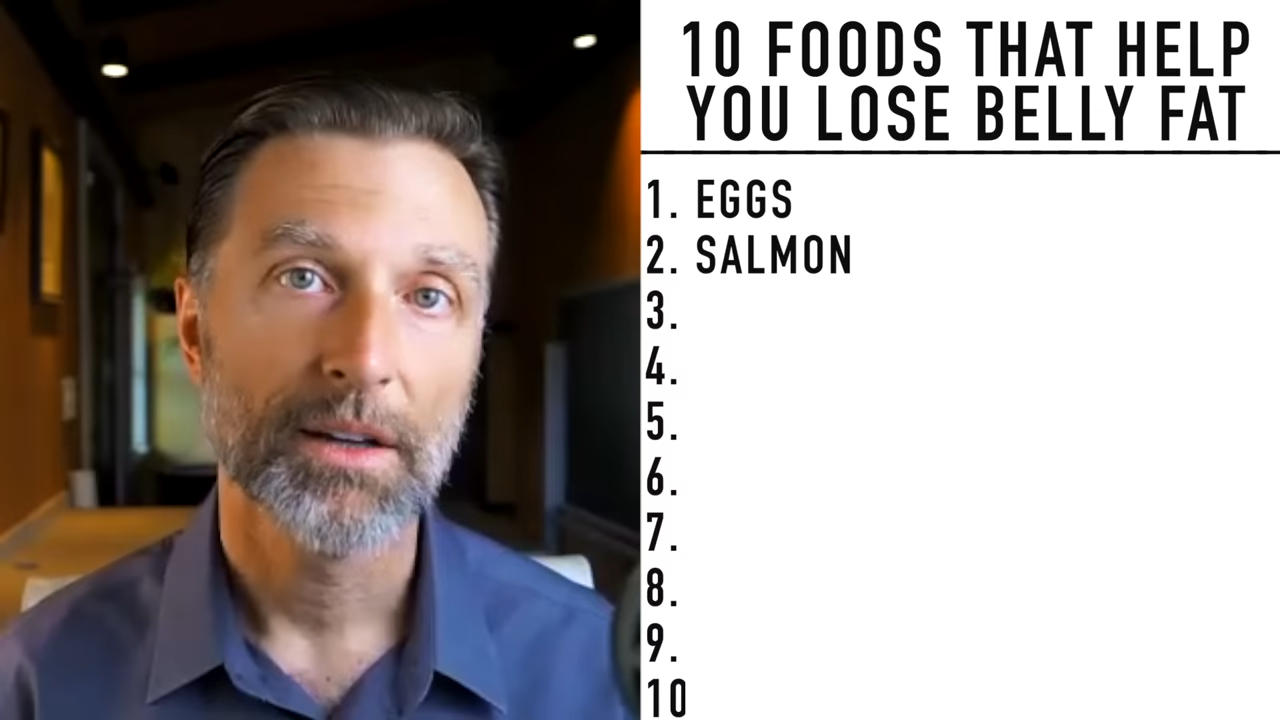 10 FOODS THAT HELP
YOU LOSE BELLY FAT
1. EGGS
2. SALMON
3.
4.
5.
6.
7.
8.
9.
10